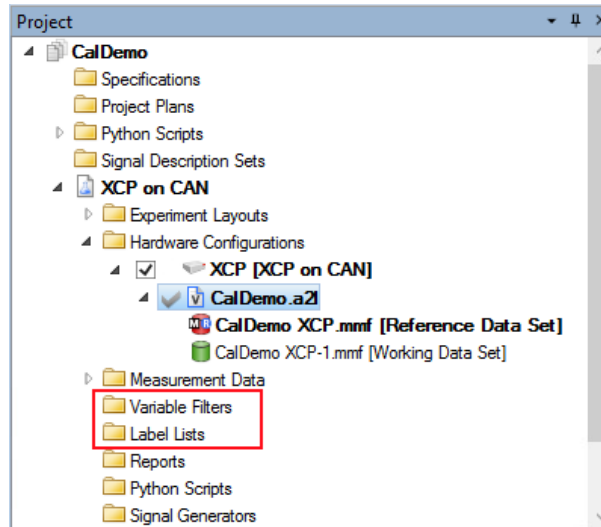 Project
CalDemo
Specifications
Project Plans
Python Scripts
Signal Description Sets
XCP on CAN
Experiment Layouts
Hardware Configurations
XCP [XCP on CAN]
CalDemo.a2l
CalDemo XCP.mmf [Reference Data Set]
CalDemo XCP-1.mmf [Working Data Set]
Measurement Data
Variable Filters
Label Lists
Reports
Python Scripts
Signal Generators